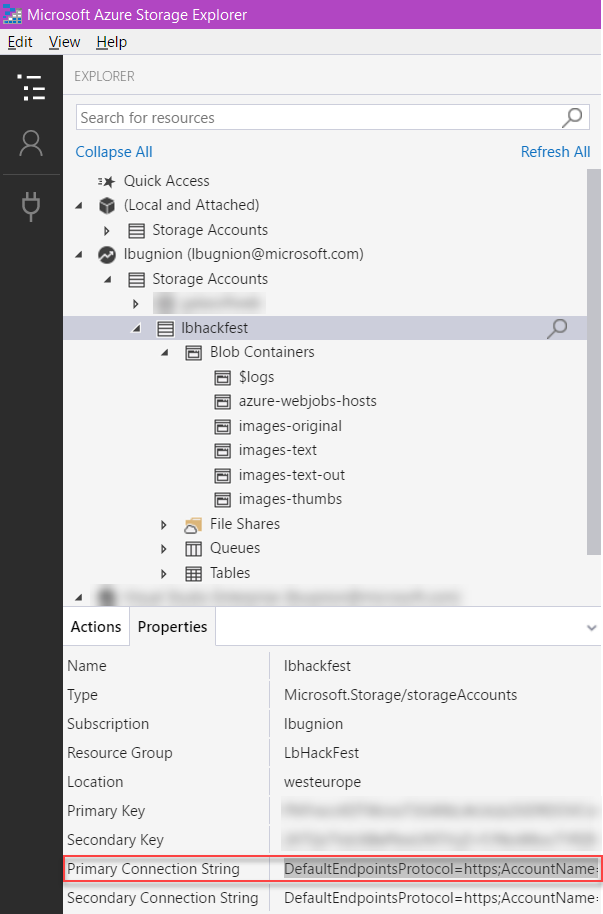 Microsoft Azure Storage Explorer
Edit View Help
EXPLORER
Search for resources
Collapse All Refresh All
Quick Access
(Local and Attached)
Storage Accounts
lbugnion (lbugnion@microsoft.com)
Storage Accounts
lbhackfest
Blob Containers
$logs
azure-webjobs-hosts
images-original
images-text
images-text-out
images-thumbs
File Shares
Queues
Tables
Actions Properties
Name lbhackfest
Type Microsoft.Storage/storageAccounts
Subscription lbugnion
Resource Group LbHackFest
Location westeurope
Primary Key
Secondary Key
Primary Connection String DefaultEndpointsProtocol=https;AccountName=
Secondary Connection String DefaultEndpointsProtocol=https;AccountName=